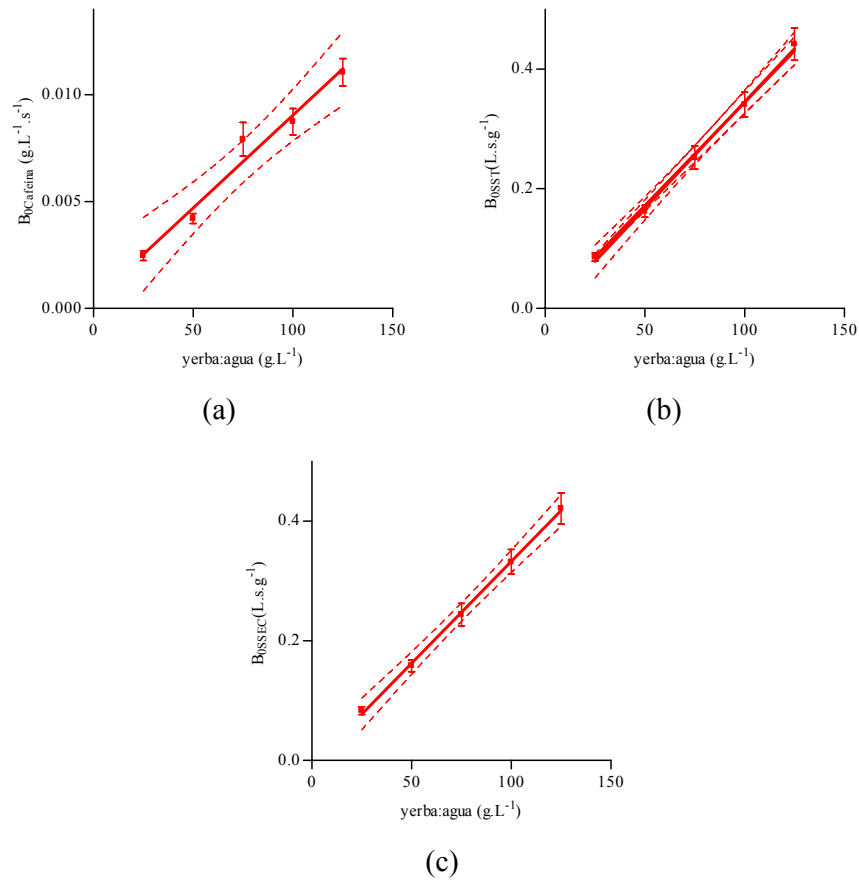 0.010
0.005
0.000
B₀Cafeina (g.L⁻¹.s⁻¹)
0 50 100 150
yerba:agua (g.L⁻¹)
(a)
0.4
0.2
0.0
B₀SST(L.s.g⁻¹)
0 50 100 150
yerba:agua (g.L⁻¹)
(b)
0.4
0.2
0.0
B₀SSEC(L.s.g⁻¹)
0 50 100 150
yerba:agua (g.L⁻¹)
(c)